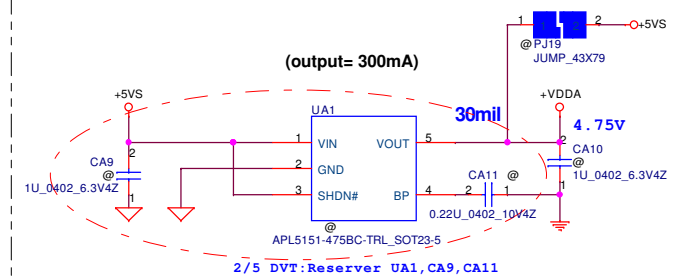 1
2
+5VS
@
PJ19
JUMP_43X79
(output= 300mA)
+5VS
UA1
30mil
+VDDA
4.75V
1
VIN
VOUT
5
2
CA9
@
1U_0402_6.3V4Z
1
2
GND
3
SHDN#
BP
4
CA11
@
2
1
0.22U_0402_10V4Z
2
CA10
@
1U_0402_6.3V4Z
1
@
APL5151-475BC-TRL_SOT23-5
2/5 DVT:Reserver UA1,CA9,CA11